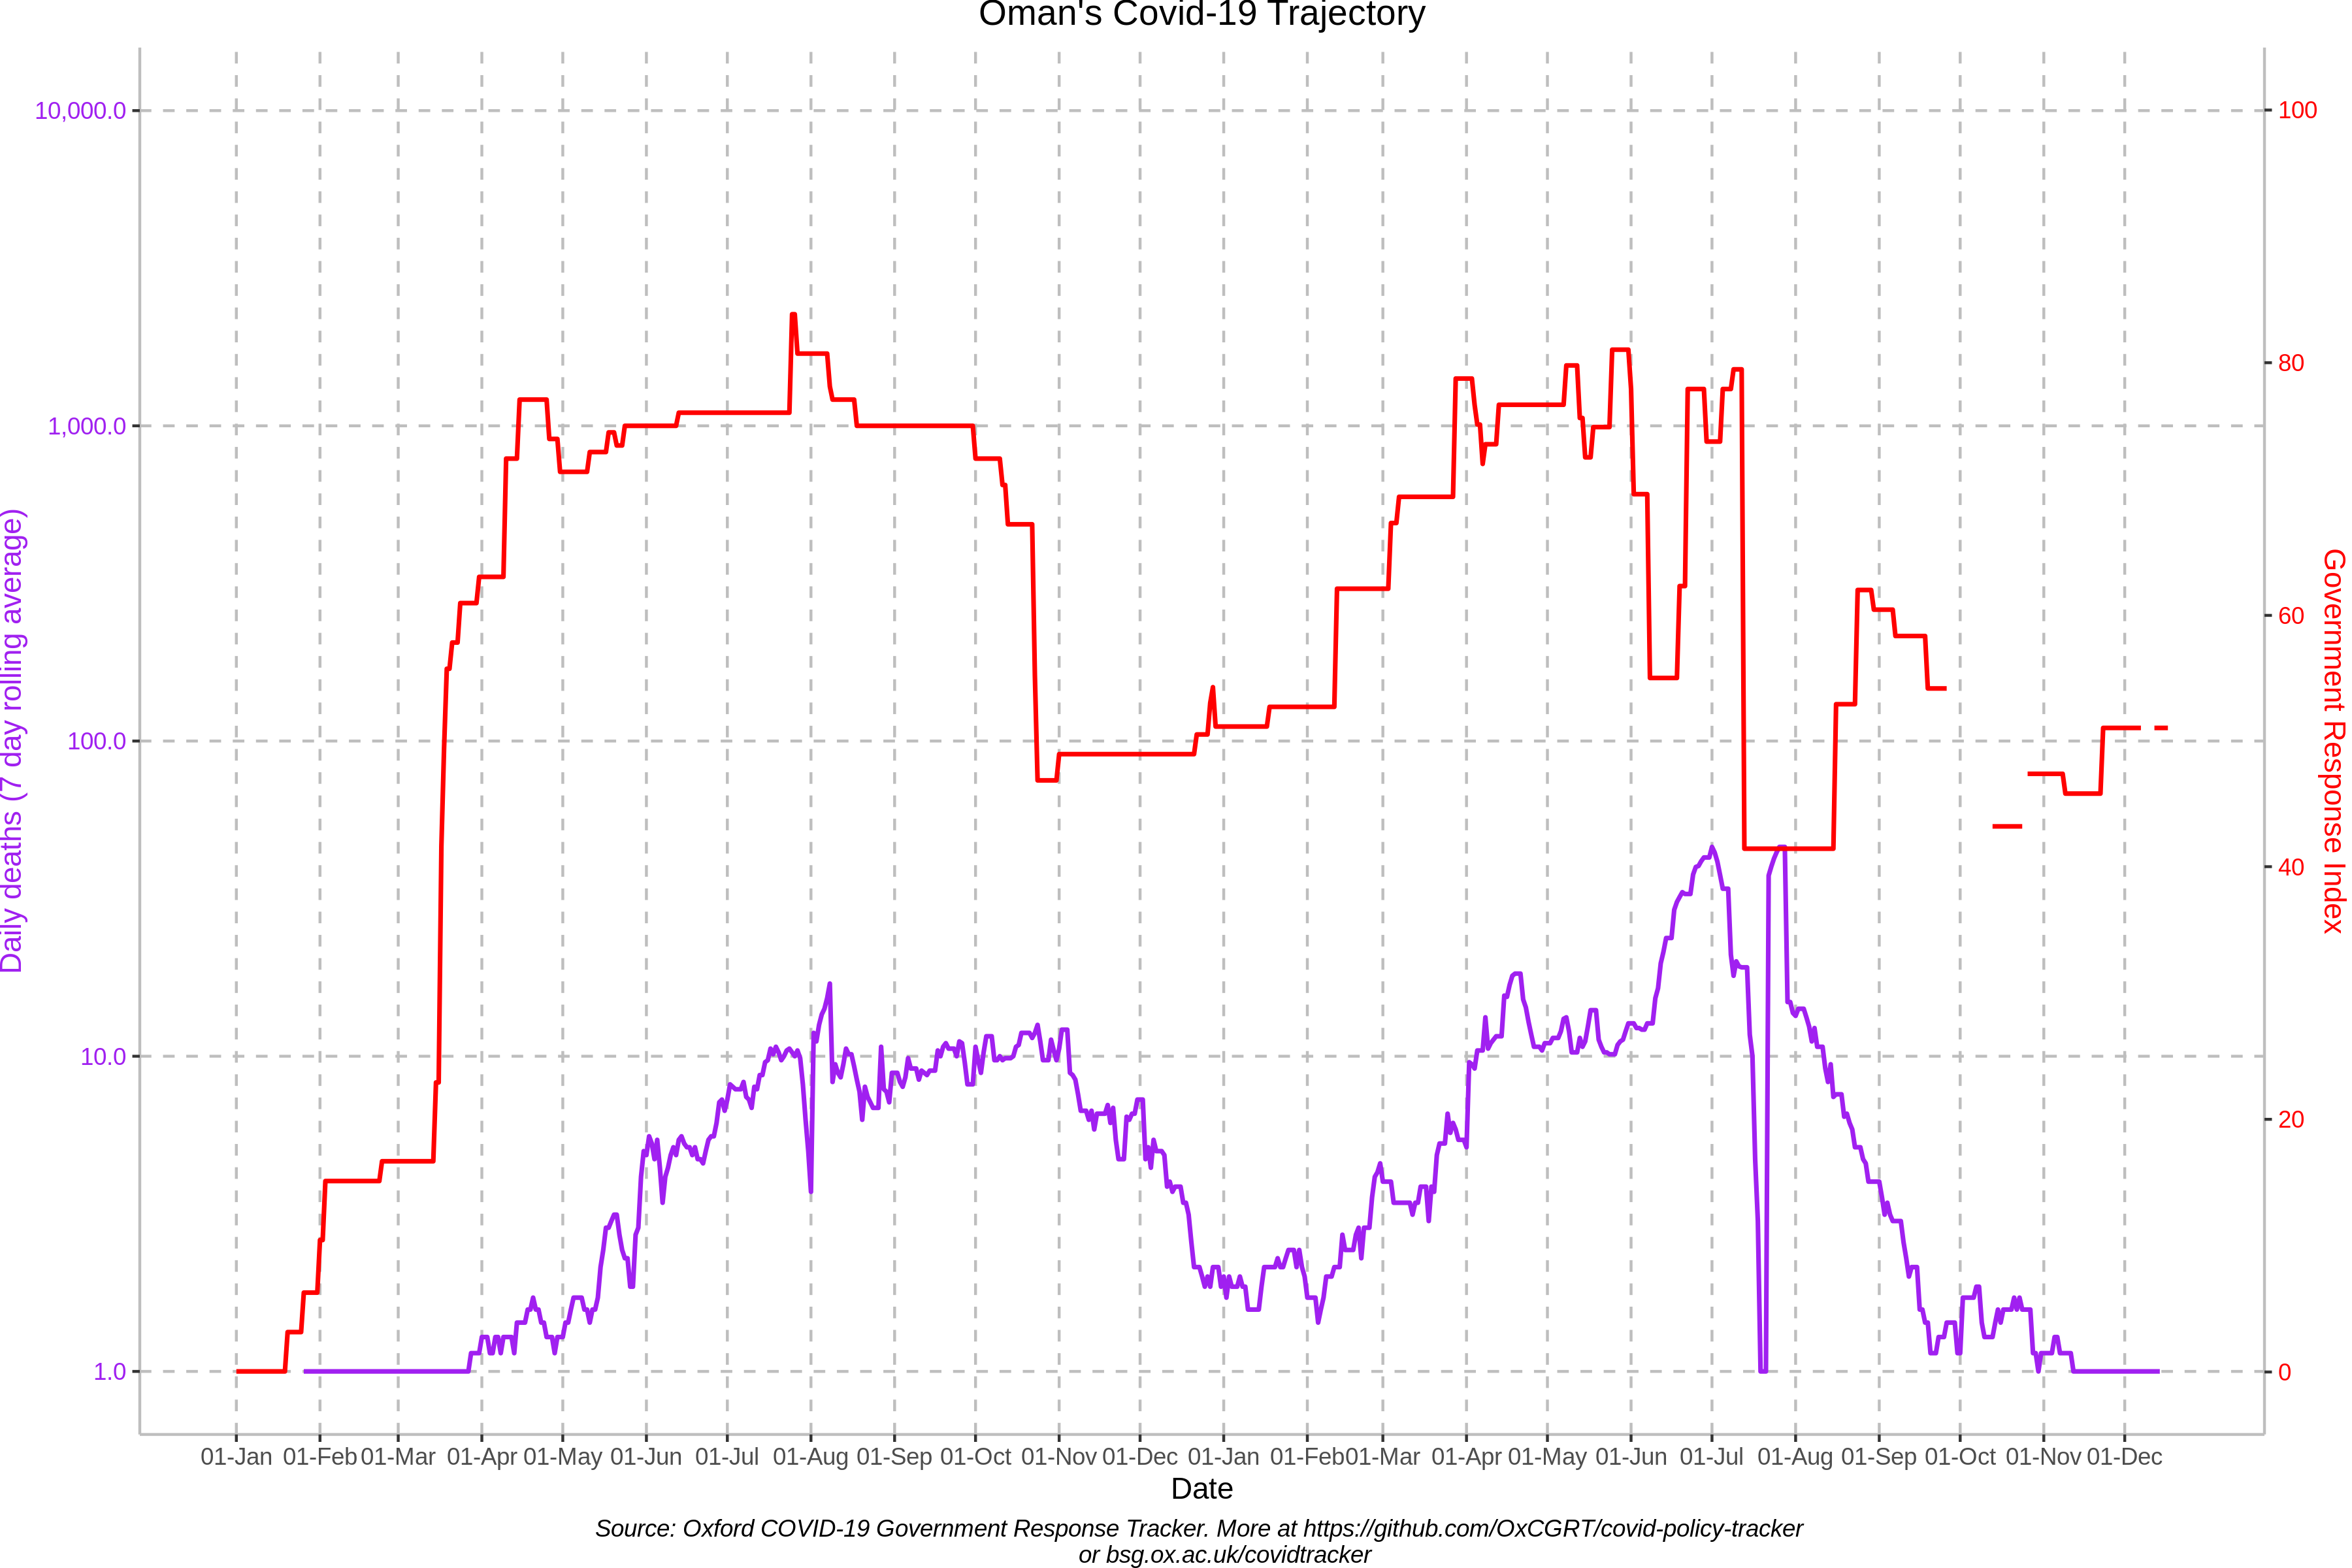 Oman's Covid-19 Trajectory
10,000.0
1,000.0
100.0
10.0
1.0
Daily deaths (7 day rolling average)
100
80
60
40
20
0
Government Response Index
01-Jan 01-Feb 01-Mar 01-Apr 01-May 01-Jun 01-Jul 01-Aug 01-Sep 01-Oct 01-Nov 01-Dec 01-Jan 01-Feb 01-Mar 01-Apr 01-May 01-Jun 01-Jul 01-Aug 01-Sep 01-Oct 01-Nov 01-Dec
Date
Source: Oxford COVID-19 Government Response Tracker. More at https://github.com/OxCGRT/covid-policy-tracker
or bsg.ox.ac.uk/covidtracker